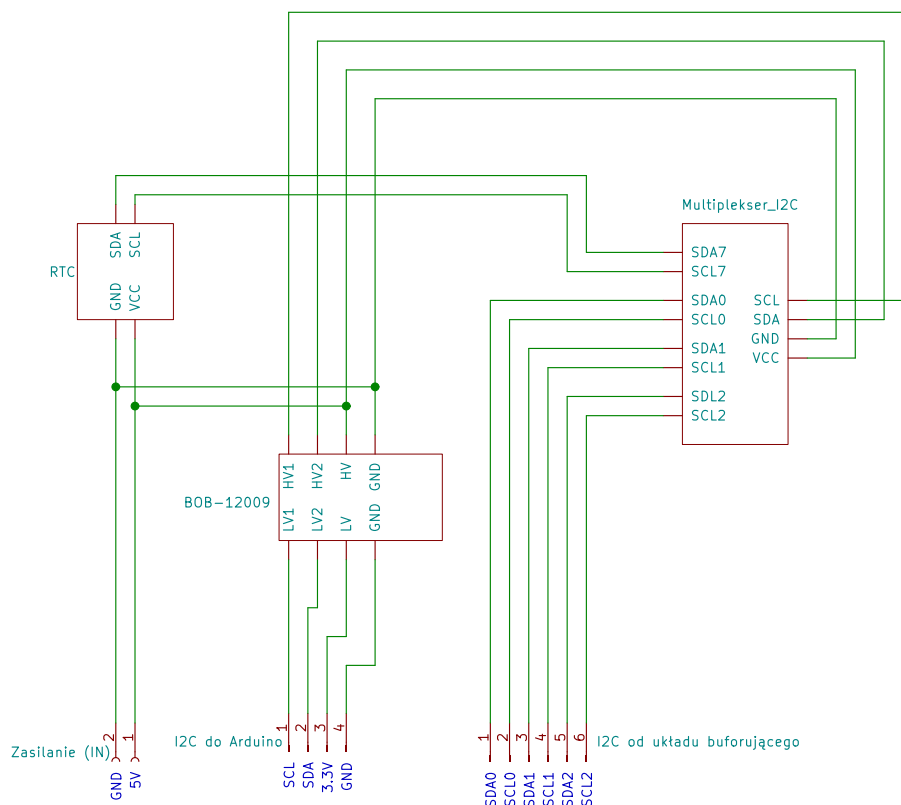 Multiplekser_I2C
SDA
SCL
RTC
GND
VCC
SDA7
SCL7
SDA0
SCL0
SDA1
SCL1
SDL2
SCL2
SCL
SDA
GND
VCC
HV1
HV2
HV
GND
BOB-12009
LV1
LV2
LV
GND
Zasilanie (IN)
2
1
GND
5V
I2C do Arduino
1
2
3
4
SCL
SDA
3.3V
GND
1
2
3
4
5
6
I2C od układu buforującego
SDA0
SCL0
SDA1
SCL1
SDA2
SCL2